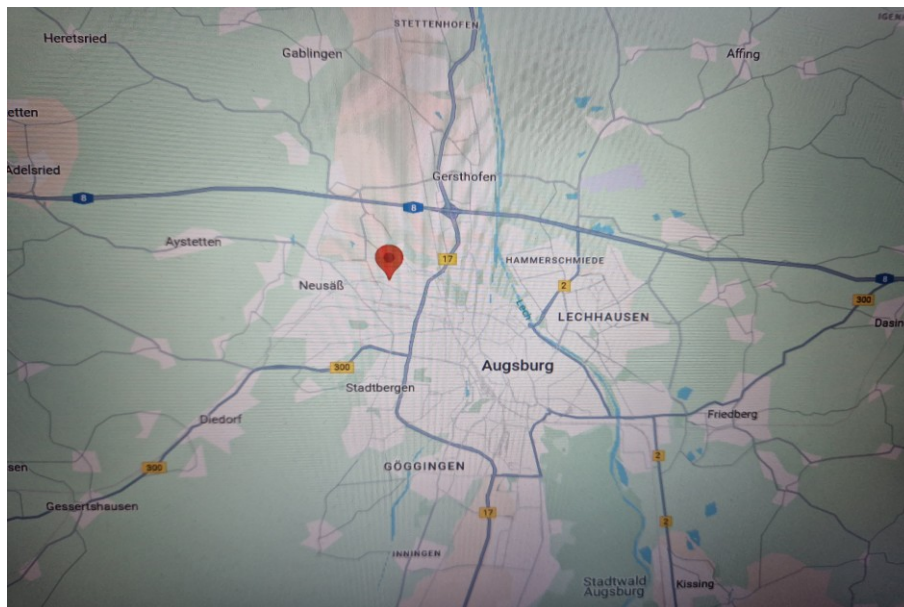 STETTENHOFEN
Heretsried
Gablingen
Affing
etten
Gersthofen
Adelsried
8
8
Aystetten
17
HAMMERSCHMIEDE
8
Neusäß
2
300
Lech
LECHHAUSEN
Dasin
Augsburg
300
Stadtbergen
Diedorf
Friedberg
2
sen
300
GÖGGINGEN
Gessertshausen
17
2
INNINGEN
Stadtwald
Augsburg
Kissing